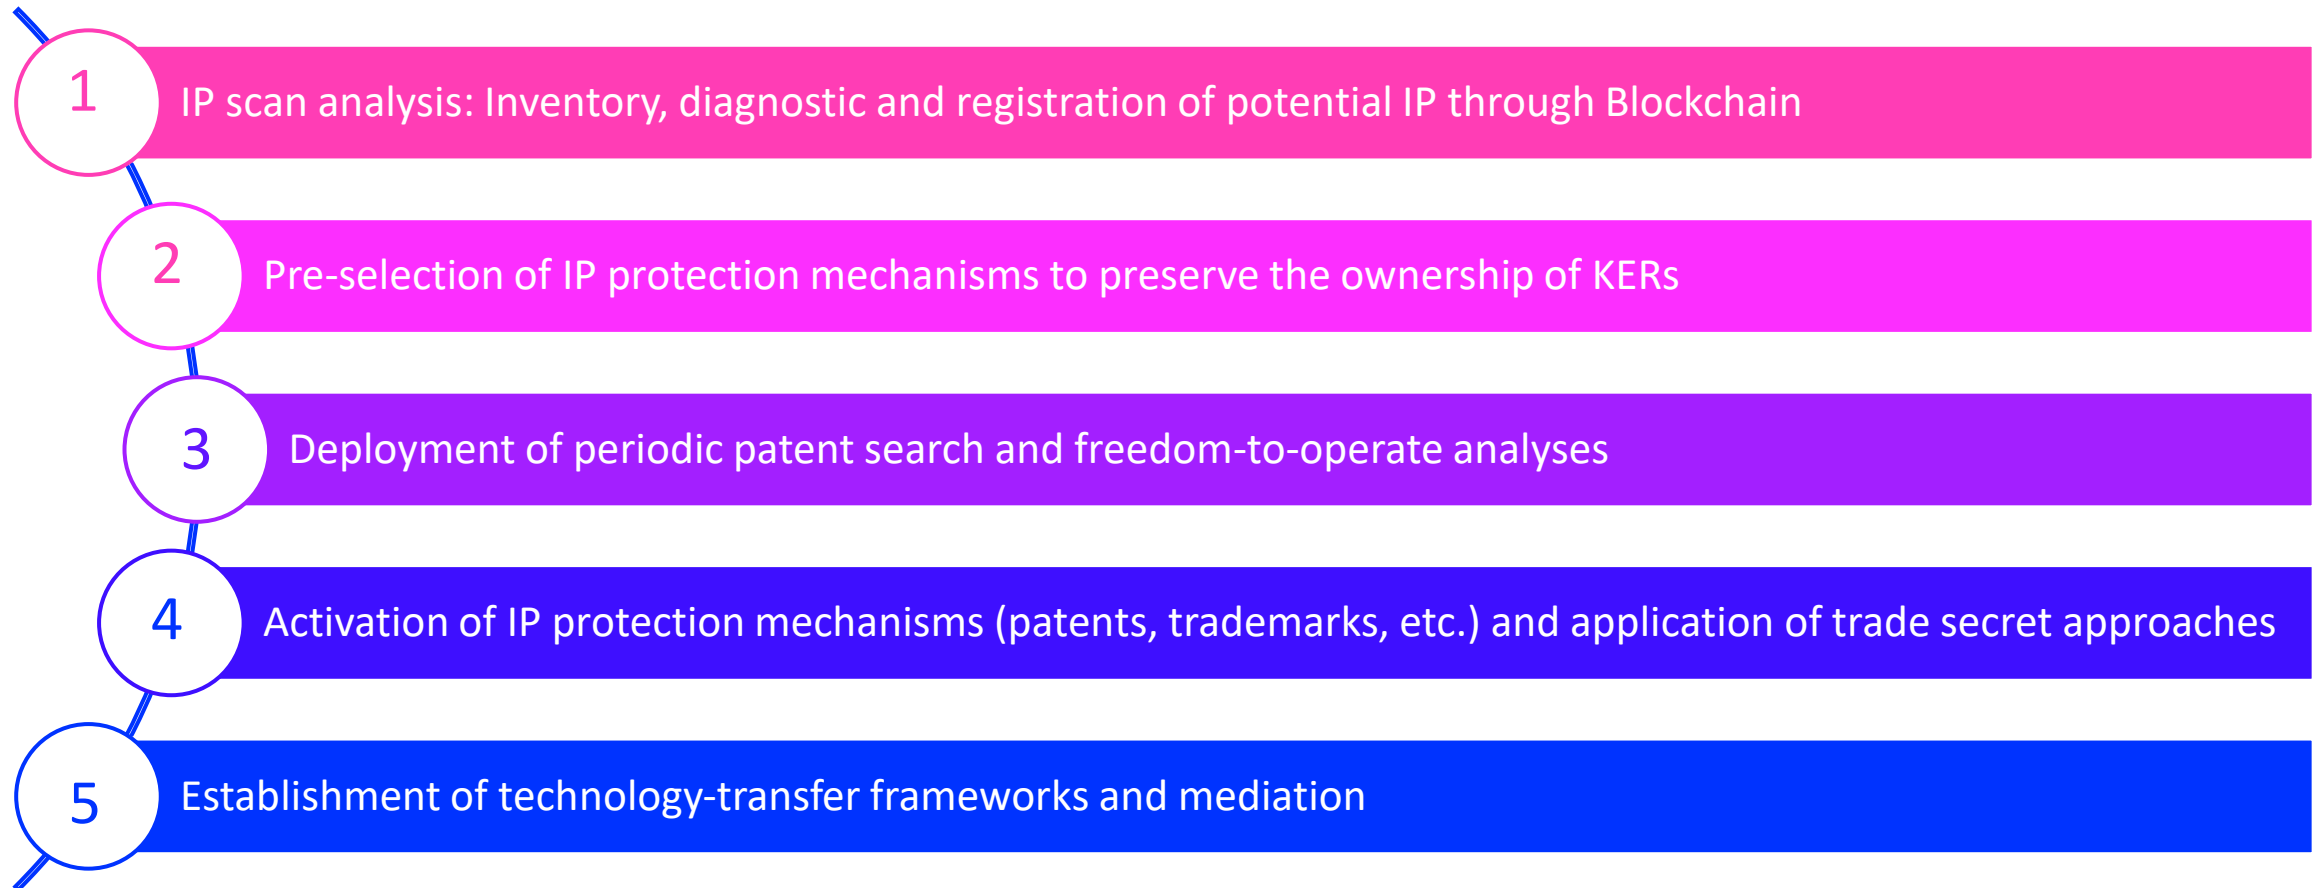 1
IP scan analysis: Inventory, diagnostic and registration of potential IP through Blockchain
2
Pre-selection of IP protection mechanisms to preserve the ownership of KERs
3
Deployment of periodic patent search and freedom-to-operate analyses
4
Activation of IP protection mechanisms (patents, trademarks, etc.) and application of trade secret approaches
5
Establishment of technology-transfer frameworks and mediation